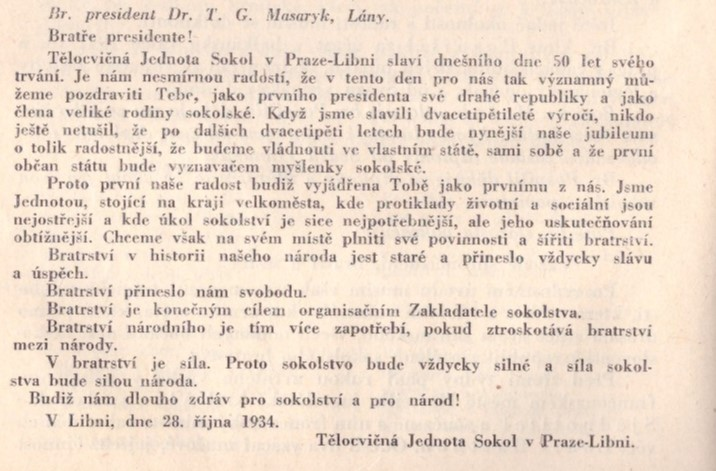 Br. president Dr. T. G. Masaryk, Lány.
Bratře presidente!
Tělocvičná Jednota Sokol v Praze-Libni slaví dnešního dne 50 let svého
trvání. Je nám nesmírnou radostí, že v tento den pro nás tak významný mů-
žeme pozdraviti Tebe, jako prvního presidenta své drahé republiky a jako
člena veliké rodiny sokolské. Když jsme slavili dvacetipětileté výročí, nikdo
ještě netušil, že po dalších dvacetipěti letech bude nynější naše jubileum
o tolik radostnější, že budeme vládnouti ve vlastním státě, sami sobě a že první
občan státu bude vyznavačem myšlenky sokolské.
Proto první naše radost budiž vyjádřena Tobě jako prvnímu z nás. Jsme
Jednotou, stojící na kraji velkoměsta, kde protiklady životní a sociální jsou
nejostřejší a kde úkol sokolství je sice nejpotřebnější, ale jeho uskutečňování
obtížnější. Chceme však na svém místě plniti své povinnosti a šířiti bratrství.
Bratrství v historii našeho národa jest staré a přineslo vždycky slávu
a úspěch.
Bratrství přineslo nám svobodu.
Bratrství je konečným cílem organisačním Zakladatele sokolstva.
Bratrství národního je tím více zapotřebí, pokud ztroskotává bratrství
mezi národy.
V bratrství je síla. Proto sokolstvo bude vždycky silné a síla sokol-
stva bude silou národa.
Budiž nám dlouho zdráv pro sokolství a pro národ!
V Libni, dne 28. října 1934.
Tělocvičná Jednota Sokol v Praze-Libni.